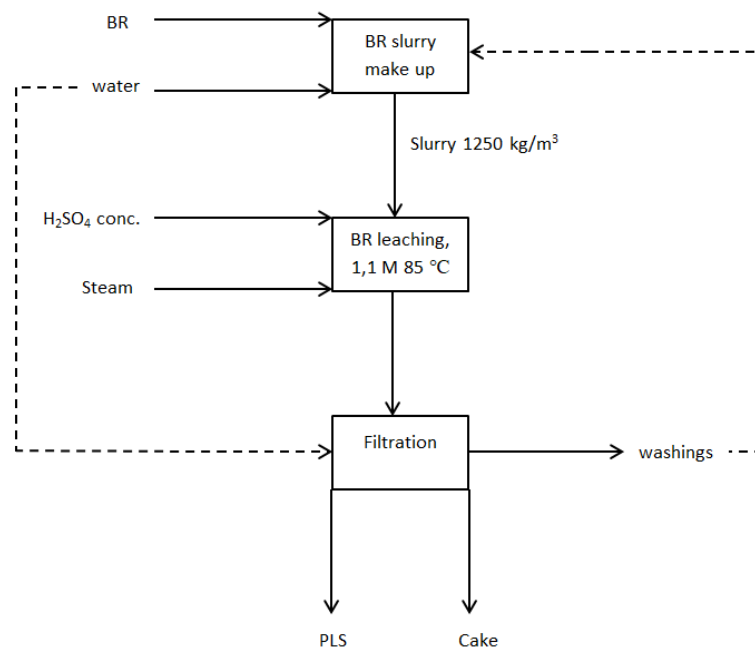 BR
BR slurry
make up
water
Slurry 1250 kg/m³
H₂SO₄ conc.
BR leaching,
1,1 M 85 °C
Steam
Filtration
washings
PLS
Cake